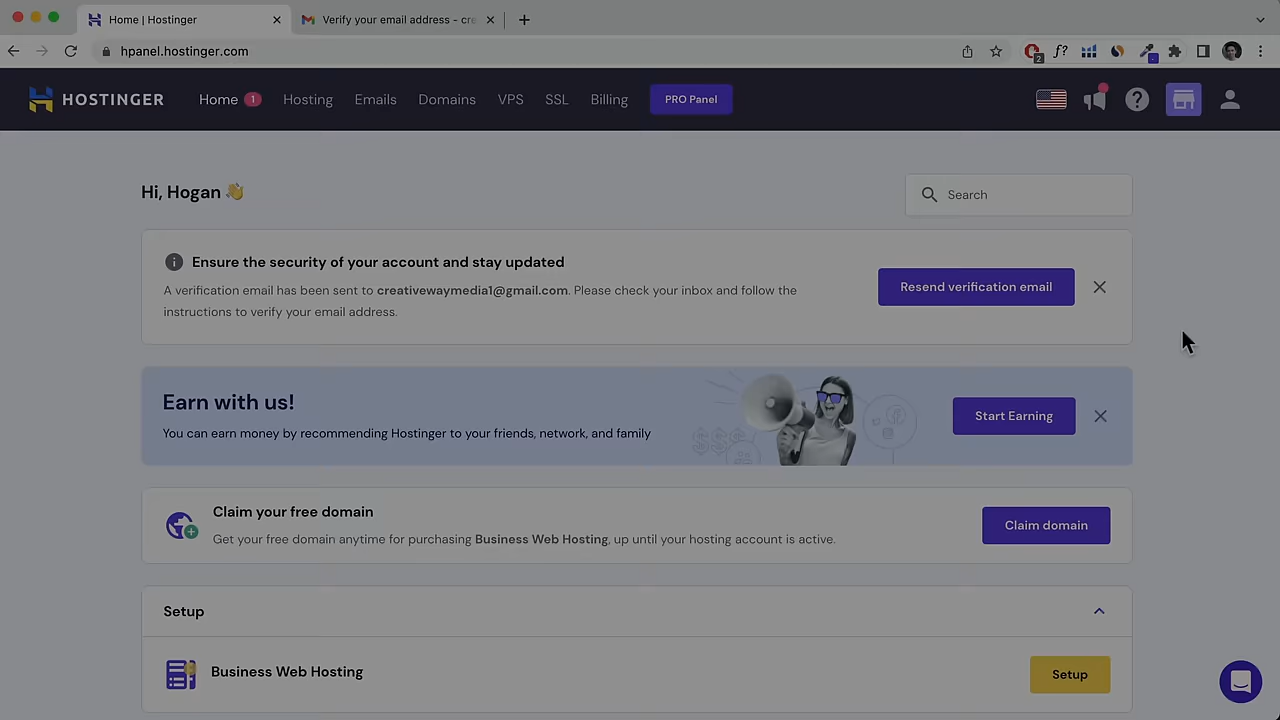 Home | Hostinger
Verify your email address - cre
hpanel.hostinger.com
2
f?
HOSTINGER
Home 1
Hosting
Emails
Domains
VPS
SSL
Billing
PRO Panel
Hi, Hogan 👋
Search
Ensure the security of your account and stay updated
A verification email has been sent to creativewaymedia1@gmail.com. Please check your inbox and follow the
instructions to verify your email address.
Resend verification email
Earn with us!
You can earn money by recommending Hostinger to your friends, network, and family
Start Earning
Claim your free domain
Get your free domain anytime for purchasing Business Web Hosting, up until your hosting account is active.
Claim domain
Setup
Business Web Hosting
Setup